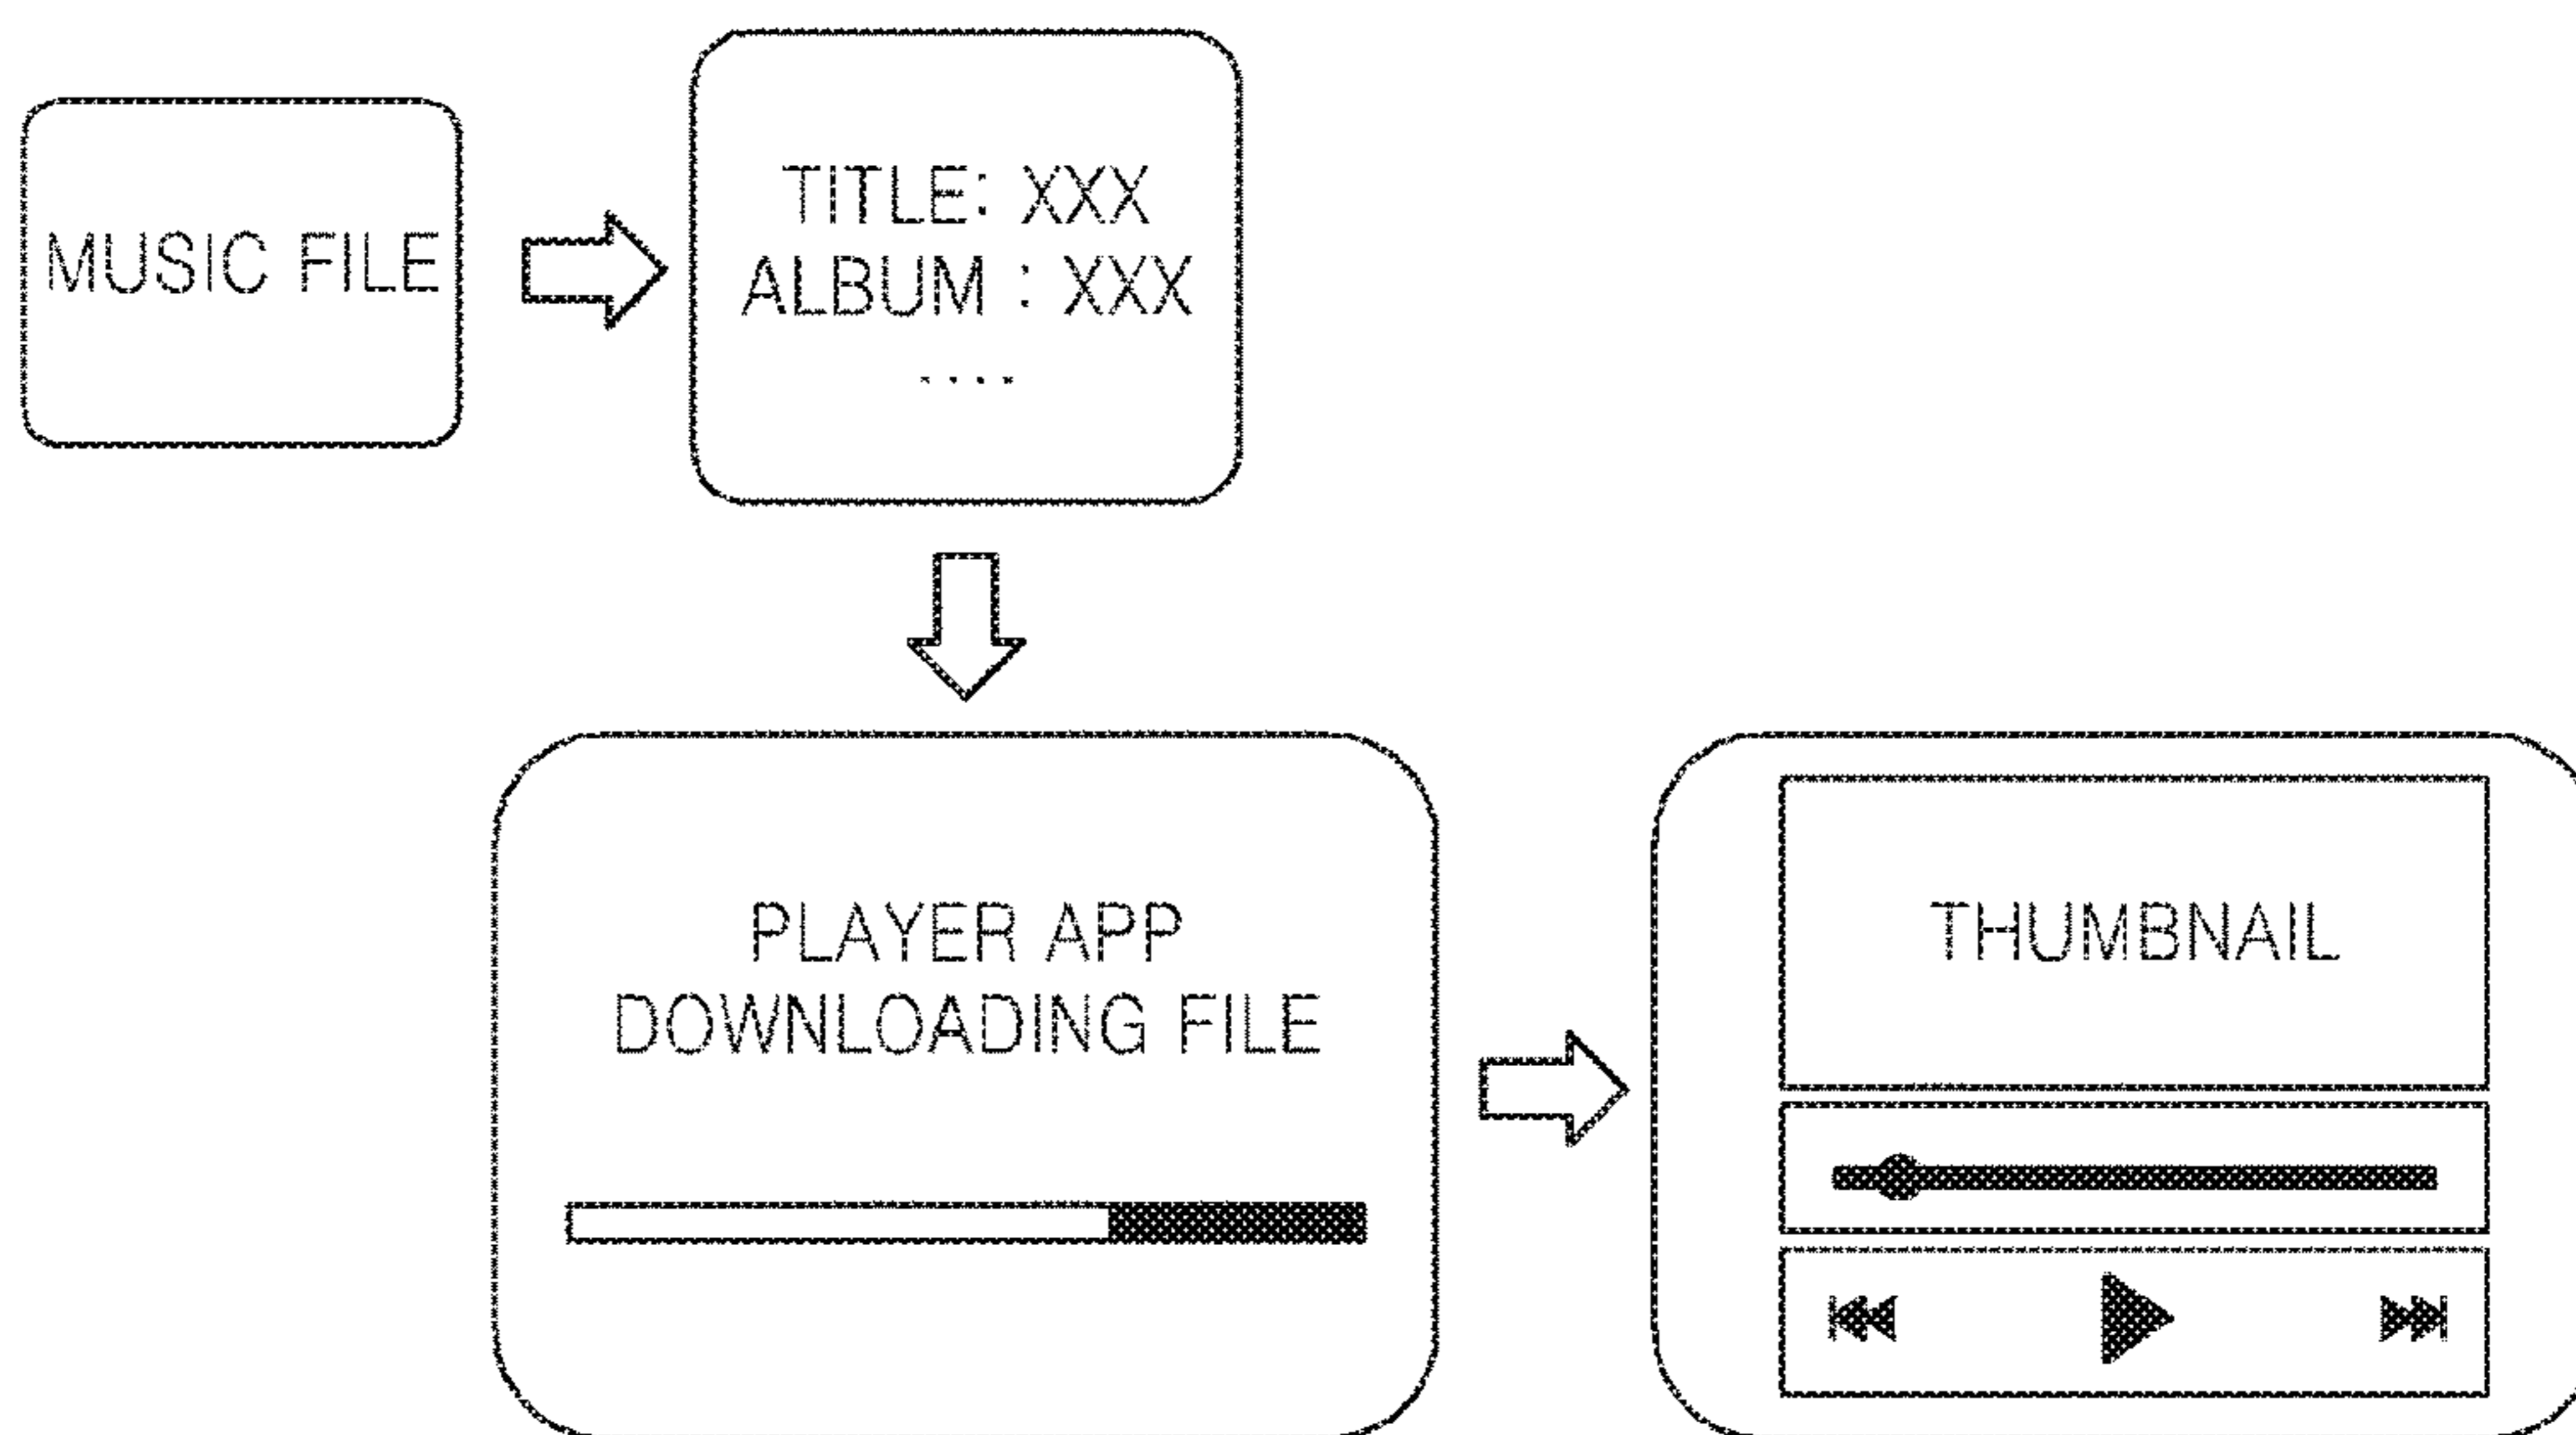 MUSIC FILE
TITLE: XXX
ALBUM : XXX
....
PLAYER APP
DOWNLOADING FILE
THUMBNAIL